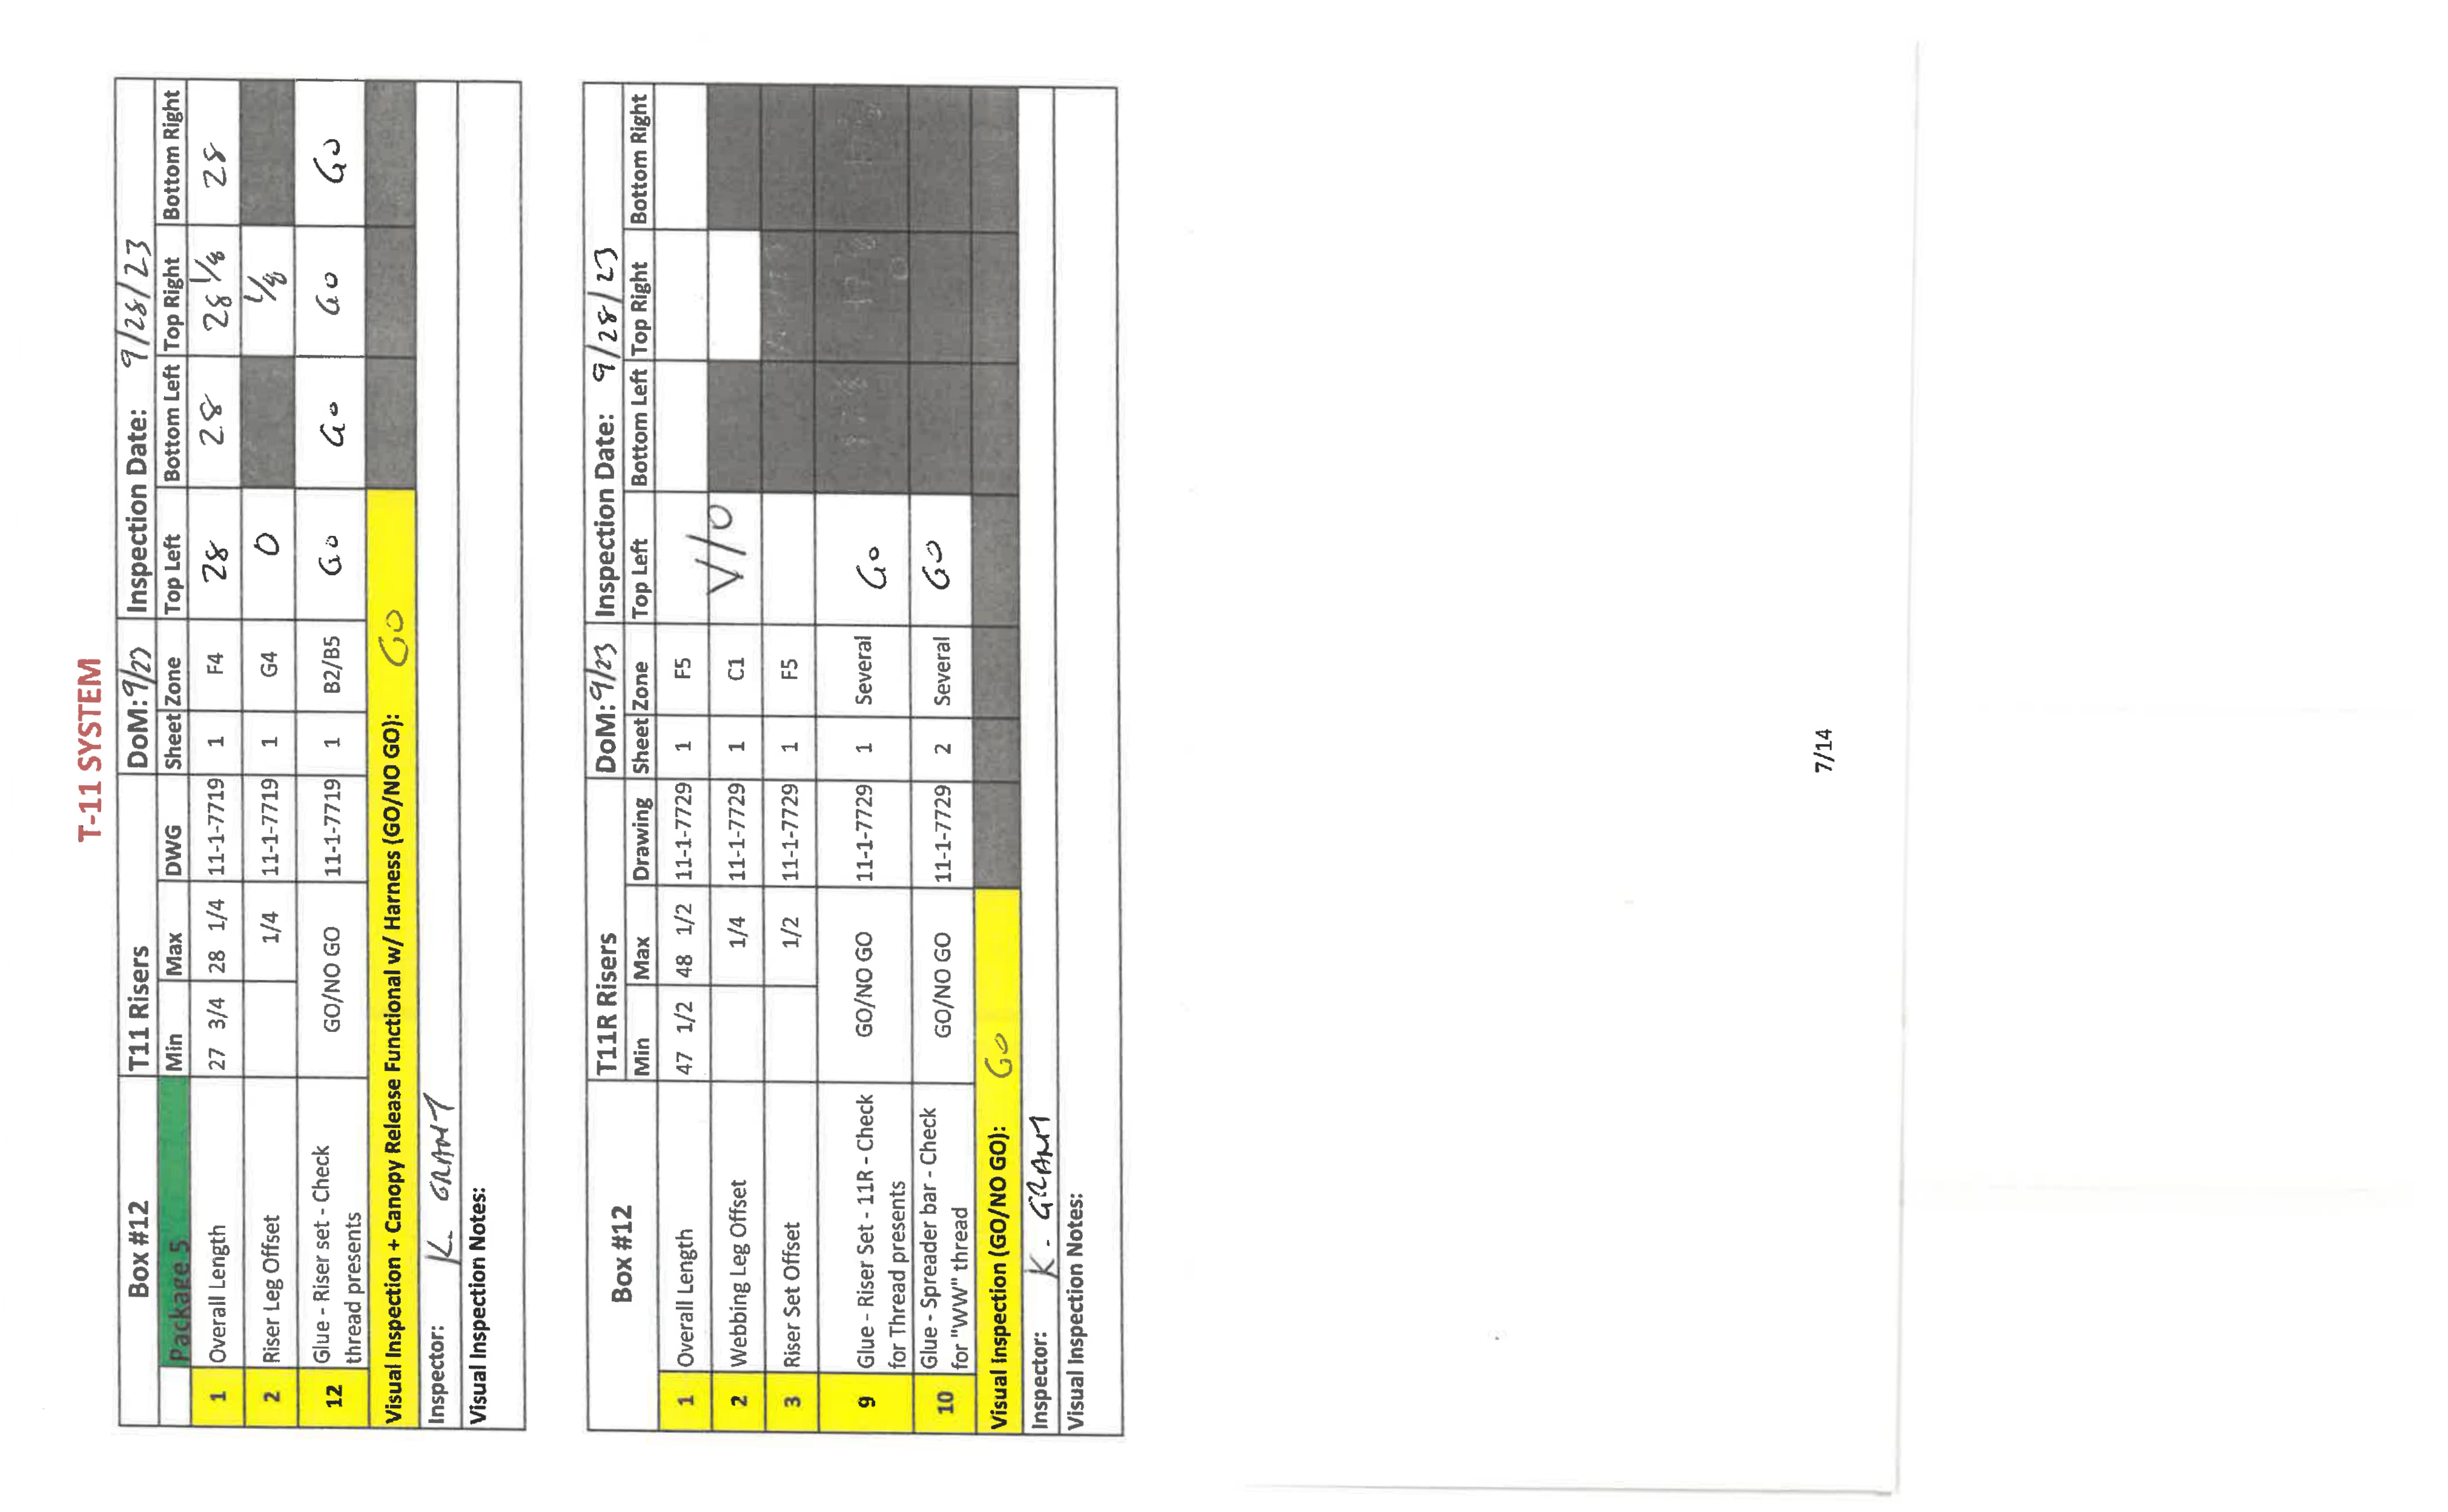 T-11 SYSTEM
Box #12 T11 Risers DoM: 9/23 Inspection Date: 9/28/23
Package 5 Min Max DWG Sheet Zone Top Left Bottom Left Top Right Bottom Right
1 Overall Length 27 3/4 28 1/4 11-1-7719 1 F4 28 28 28 1/8 28
2 Riser Leg Offset 1/4 11-1-7719 1 G4 0 1/8
12 Glue - Riser set - Check GO/NO GO 11-1-7719 1 B2/B5 Go Go Go Go
thread presents
Visual Inspection + Canopy Release Functional w/ Harness (GO/NO GO): GO
Inspector: K. GRANT
Visual Inspection Notes:
Box #12 T11R Risers DoM: 9/23 Inspection Date: 9/28/23
Min Max Drawing Sheet Zone Top Left Bottom Left Top Right Bottom Right
1 Overall Length 47 1/2 48 1/2 11-1-7729 1 F5
2 Webbing Leg Offset 1/4 11-1-7729 1 C1 V/O
3 Riser Set Offset 1/2 11-1-7729 1 F5
9 Glue - Riser Set - 11R - Check GO/NO GO 11-1-7729 1 Several Go
for Thread presents
10 Glue - Spreader bar - Check GO/NO GO 11-1-7729 2 Several GO
for "WW" thread
Visual Inspection (GO/NO GO): GO
Inspector: K. GRANT
Visual Inspection Notes:
7/14